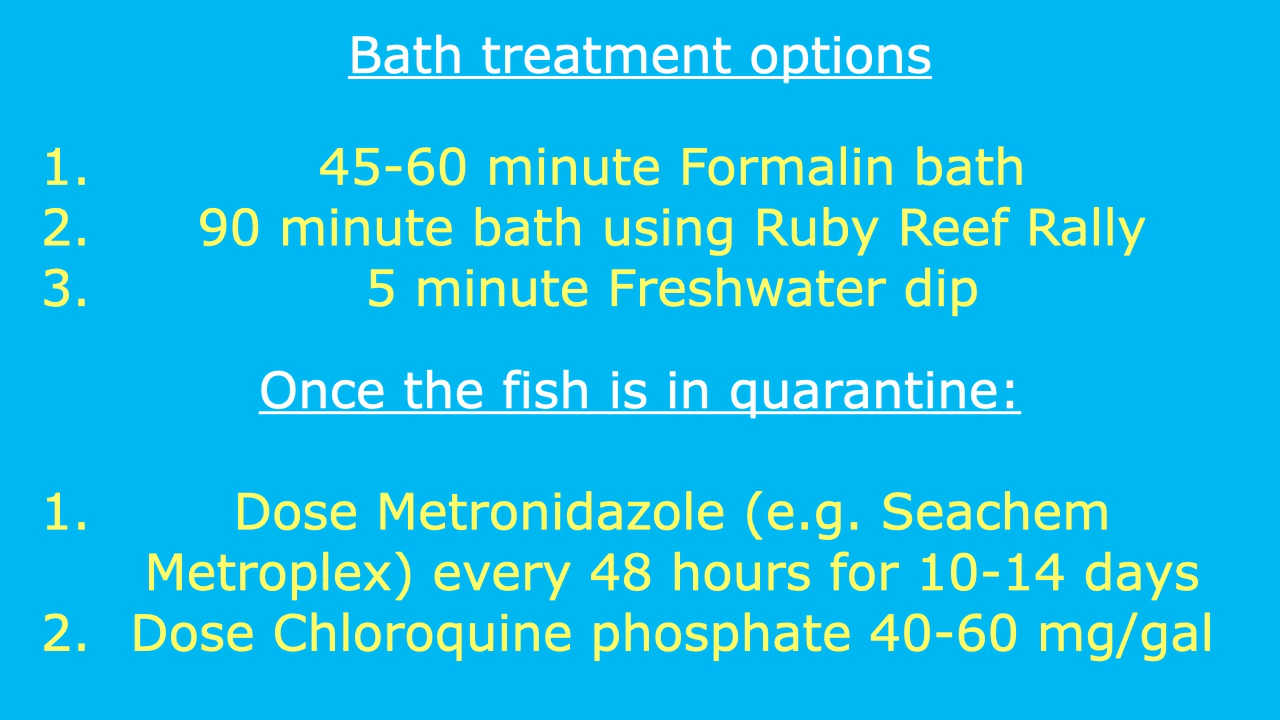 Bath treatment options
1. 45-60 minute Formalin bath
2. 90 minute bath using Ruby Reef Rally
3. 5 minute Freshwater dip
Once the fish is in quarantine:
1. Dose Metronidazole (e.g. Seachem
Metroplex) every 48 hours for 10-14 days
2. Dose Chloroquine phosphate 40-60 mg/gal